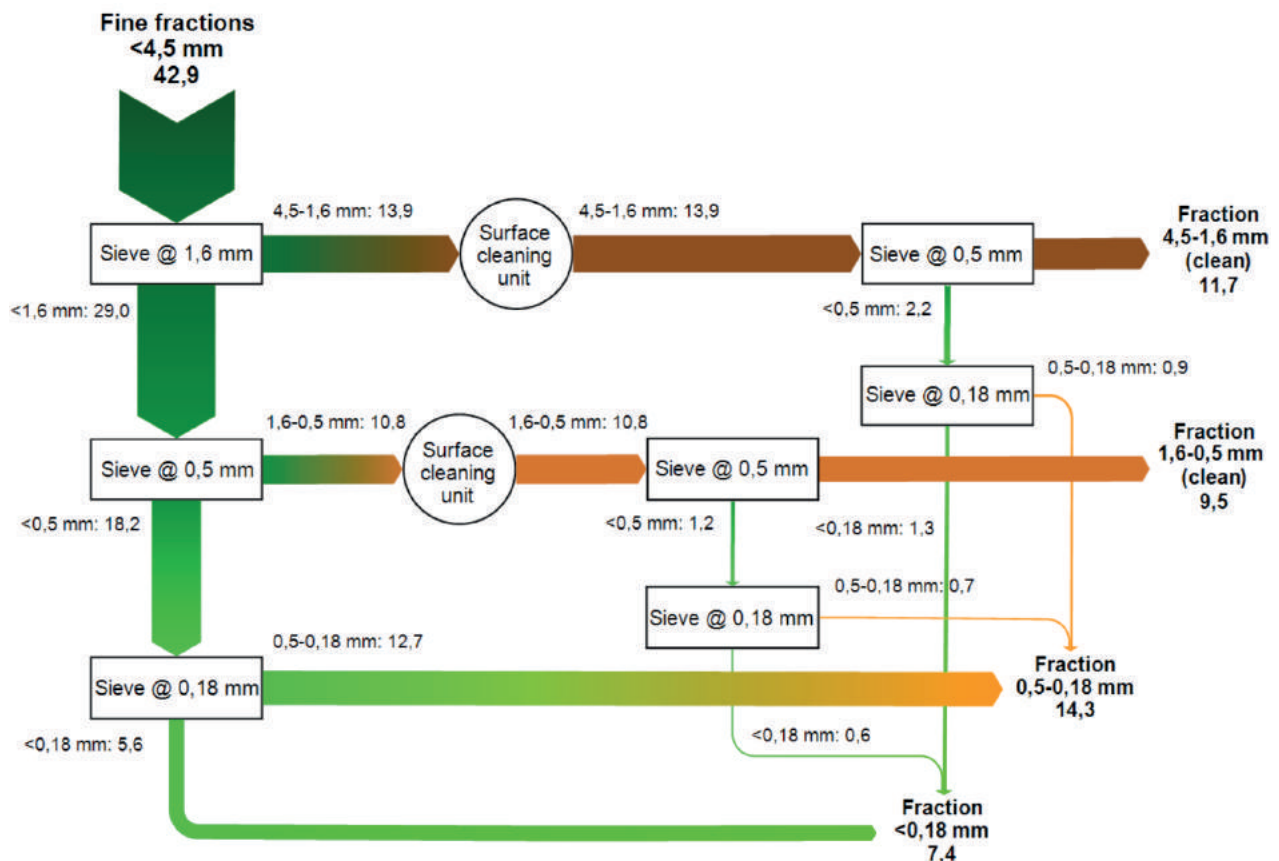 Fine fractions
<4,5 mm
42,9
4,5-1,6 mm: 13,9
4,5-1,6 mm: 13,9
Sieve @ 1,6 mm
Surface
cleaning
unit
Sieve @ 0,5 mm
Fraction
4,5-1,6 mm
(clean)
11,7
<1,6 mm: 29,0
<0,5 mm: 2,2
Sieve @ 0,18 mm
0,5-0,18 mm: 0,9
1,6-0,5 mm: 10,8
1,6-0,5 mm: 10,8
Sieve @ 0,5 mm
Surface
cleaning
unit
Sieve @ 0,5 mm
Fraction
1,6-0,5 mm
(clean)
9,5
<0,5 mm: 18,2
<0,5 mm: 1,2
<0,18 mm: 1,3
0,5-0,18 mm: 0,7
Sieve @ 0,18 mm
0,5-0,18 mm: 12,7
Sieve @ 0,18 mm
Fraction
0,5-0,18 mm
14,3
<0,18 mm: 5,6
<0,18 mm: 0,6
Fraction
<0,18 mm
7,4